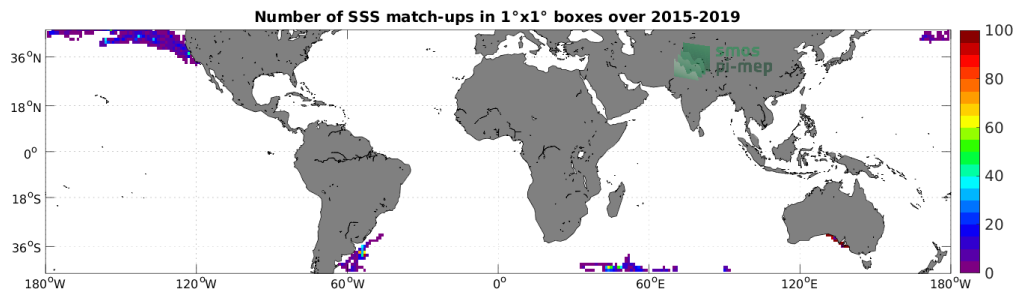 Number of SSS match-ups in 1°x1° boxes over 2015-2019
smos
pi-mep
36°N
18°N
0°
18°S
36°S
180°W
120°W
60°W
0°
60°E
120°E
180°W
100
80
60
40
20
0